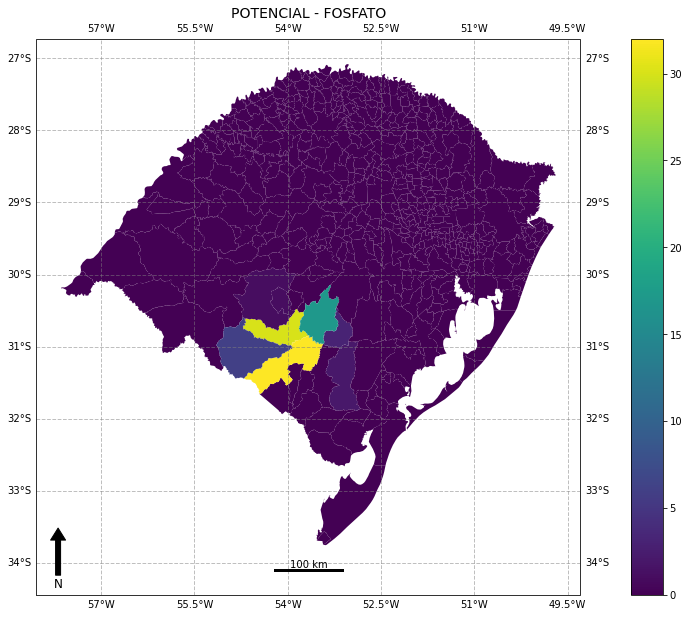 POTENCIAL - FOSFATO
57°W 55.5°W 54°W 52.5°W 51°W 49.5°W
27°S 27°S
28°S 28°S
29°S 29°S
30°S 30°S
31°S 31°S
32°S 32°S
33°S 33°S
34°S 34°S
N
100 km
57°W 55.5°W 54°W 52.5°W 51°W 49.5°W
30
25
20
15
10
5
0